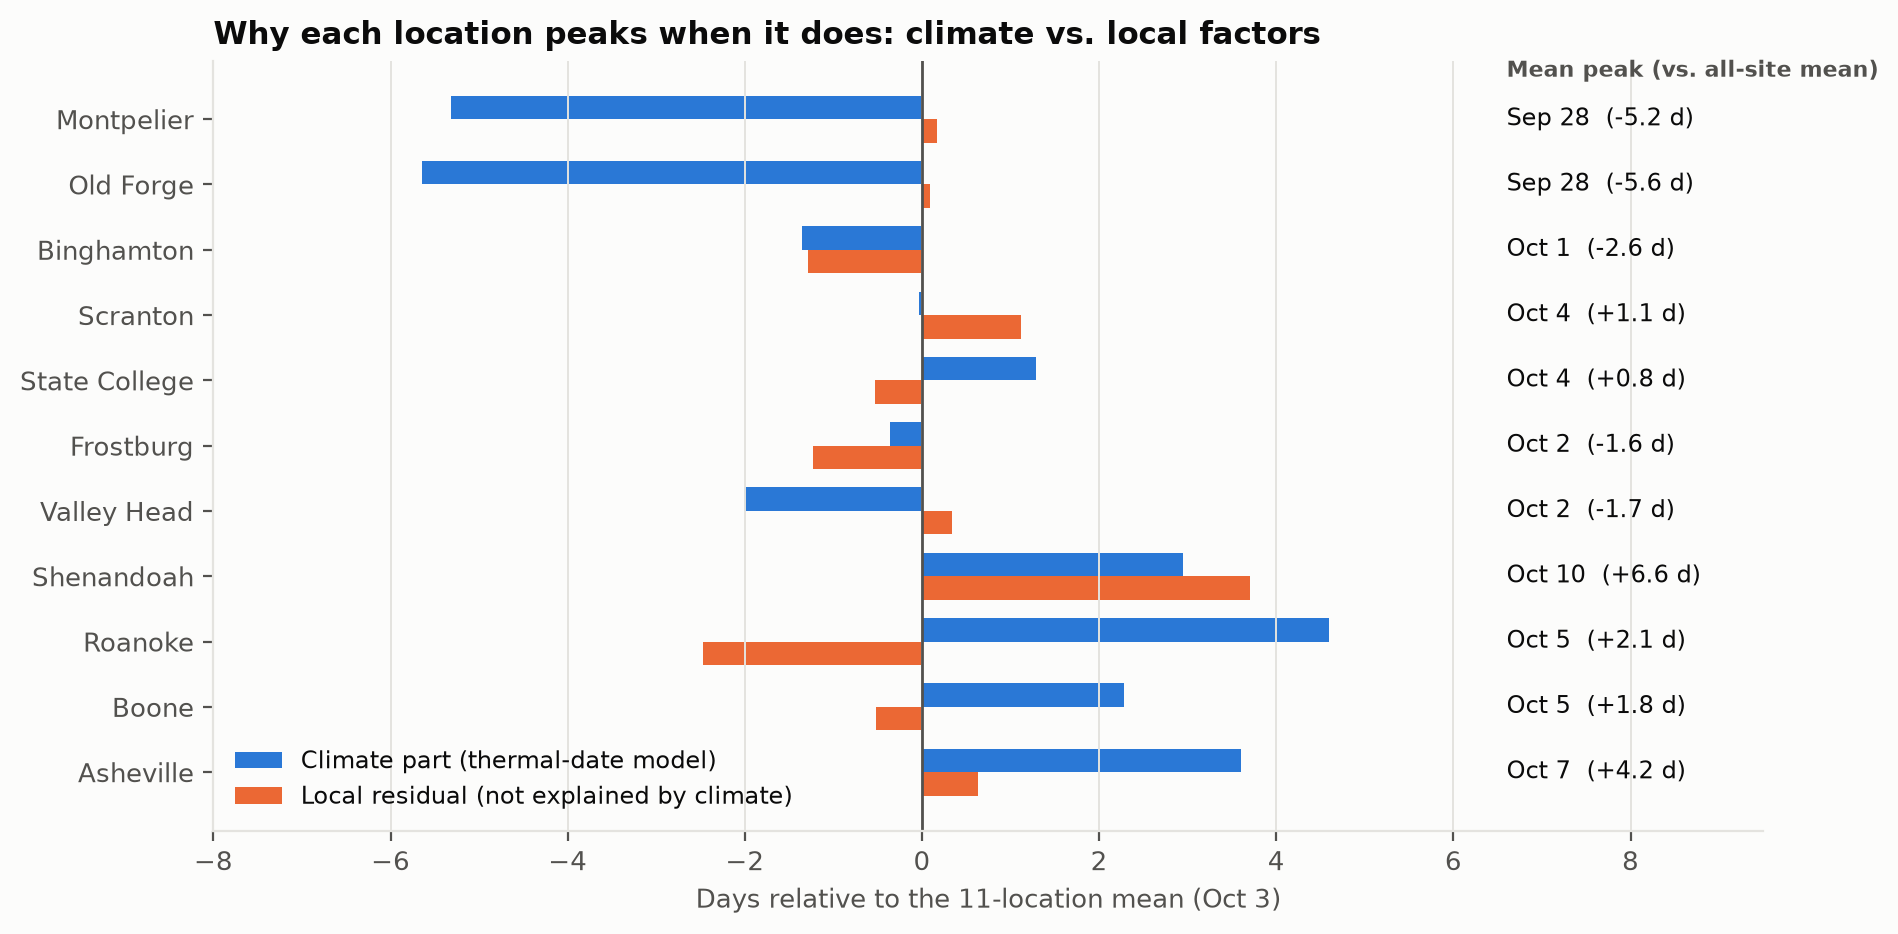 Why each location peaks when it does: climate vs. local factors
Mean peak (vs. all-site mean)
Montpelier Sep 28 (-5.2 d)
Old Forge Sep 28 (-5.6 d)
Binghamton Oct 1 (-2.6 d)
Scranton Oct 4 (+1.1 d)
State College Oct 4 (+0.8 d)
Frostburg Oct 2 (-1.6 d)
Valley Head Oct 2 (-1.7 d)
Shenandoah Oct 10 (+6.6 d)
Roanoke Oct 5 (+2.1 d)
Boone Oct 5 (+1.8 d)
Asheville Oct 7 (+4.2 d)
Climate part (thermal-date model)
Local residual (not explained by climate)
−8 −6 −4 −2 0 2 4 6 8
Days relative to the 11-location mean (Oct 3)